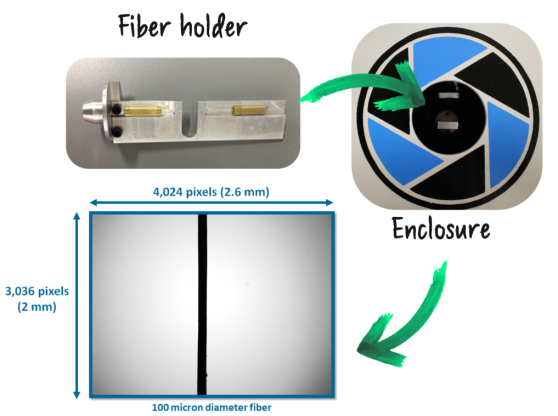 Fiber holder
4,024 pixels (2.6 mm)
3,036 pixels
(2 mm)
Enclosure
100 micron diameter fiber